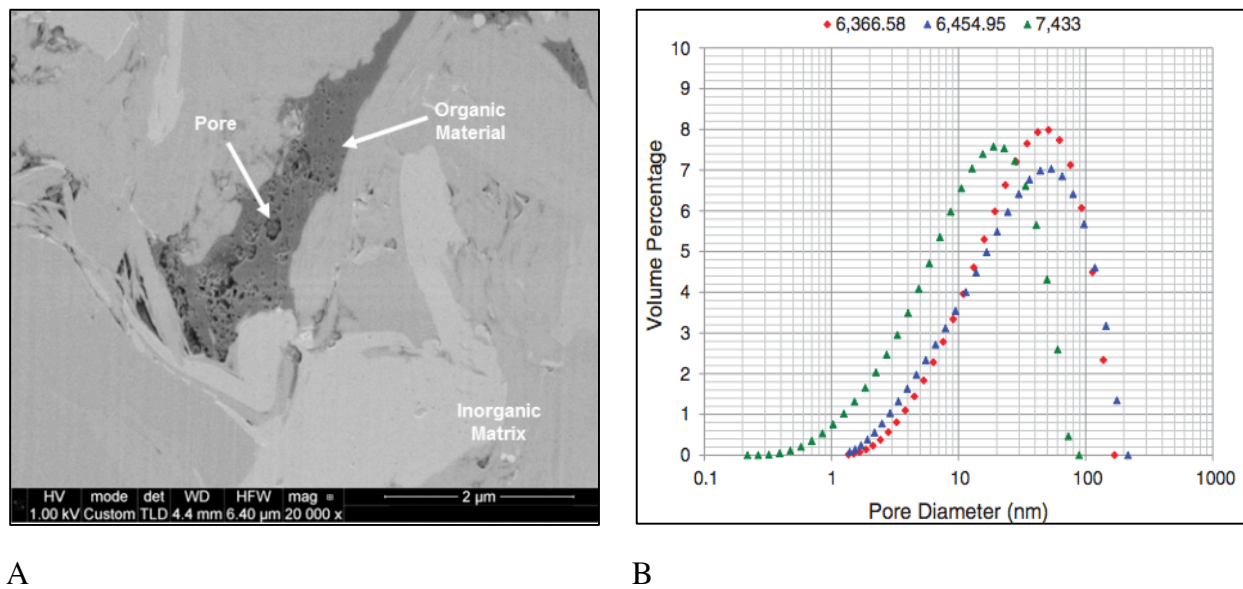 Pore
Organic
Material
Inorganic
Matrix
HV mode det WD HFW mag ⊞
1.00 kV Custom TLD 4.4 mm 6.40 µm 20 000 x
2 µm
A
6,366.58 6,454.95 7,433
10
9
8
7
6
5
4
3
2
1
0
Volume Percentage
0.1 1 10 100 1000
Pore Diameter (nm)
B